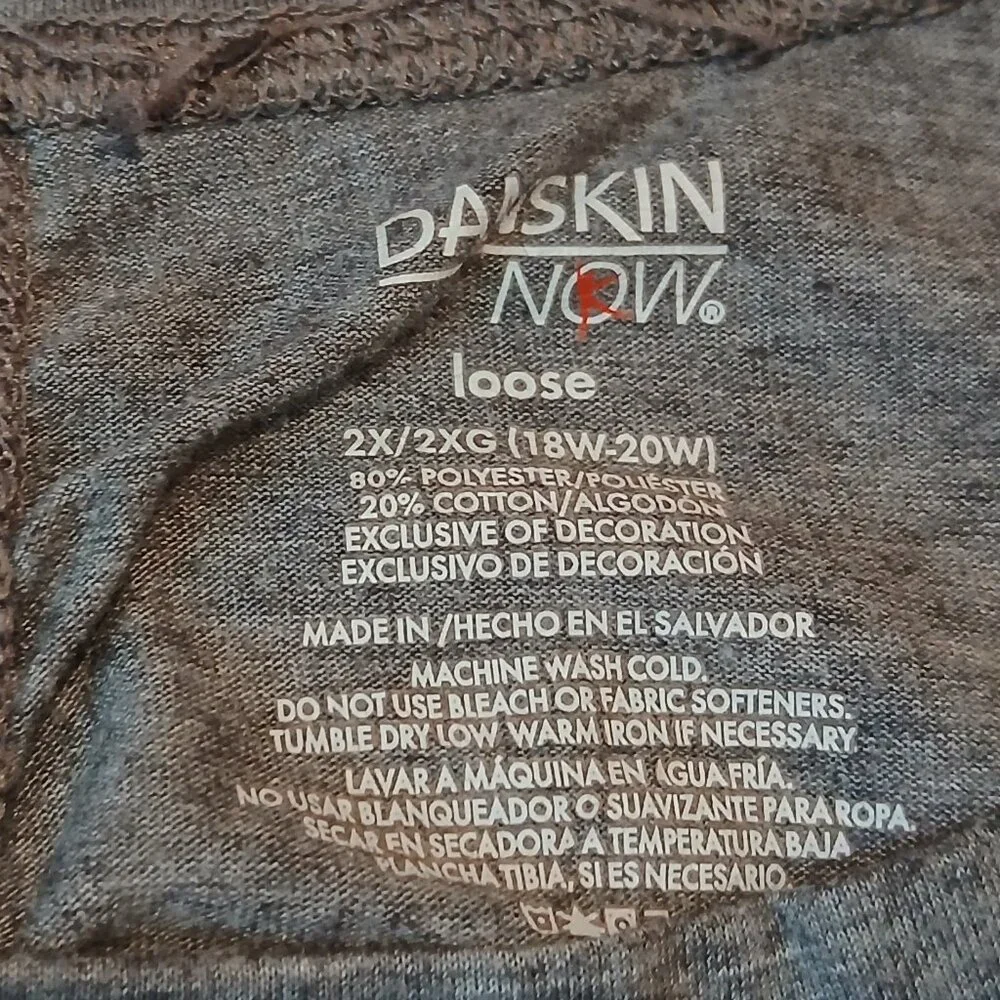 DANSKIN
NOW®
loose
2X/2XG (18W-20W)
80% POLYESTER/POLIÉSTER
20% COTTON/ALGODÓN
EXCLUSIVE OF DECORATION
EXCLUSIVO DE DECORACIÓN
MADE IN /HECHO EN EL SALVADOR
MACHINE WASH COLD.
DO NOT USE BLEACH OR FABRIC SOFTENERS.
TUMBLE DRY LOW WARM IRON IF NECESSARY
LAVAR A MÁQUINA EN AGUA FRÍA.
NO USAR BLANQUEADOR O SUAVIZANTE PARA ROPA.
SECAR EN SECADORA A TEMPERATURA BAJA
PLANCHA TIBIA, SI ES NECESARIO.